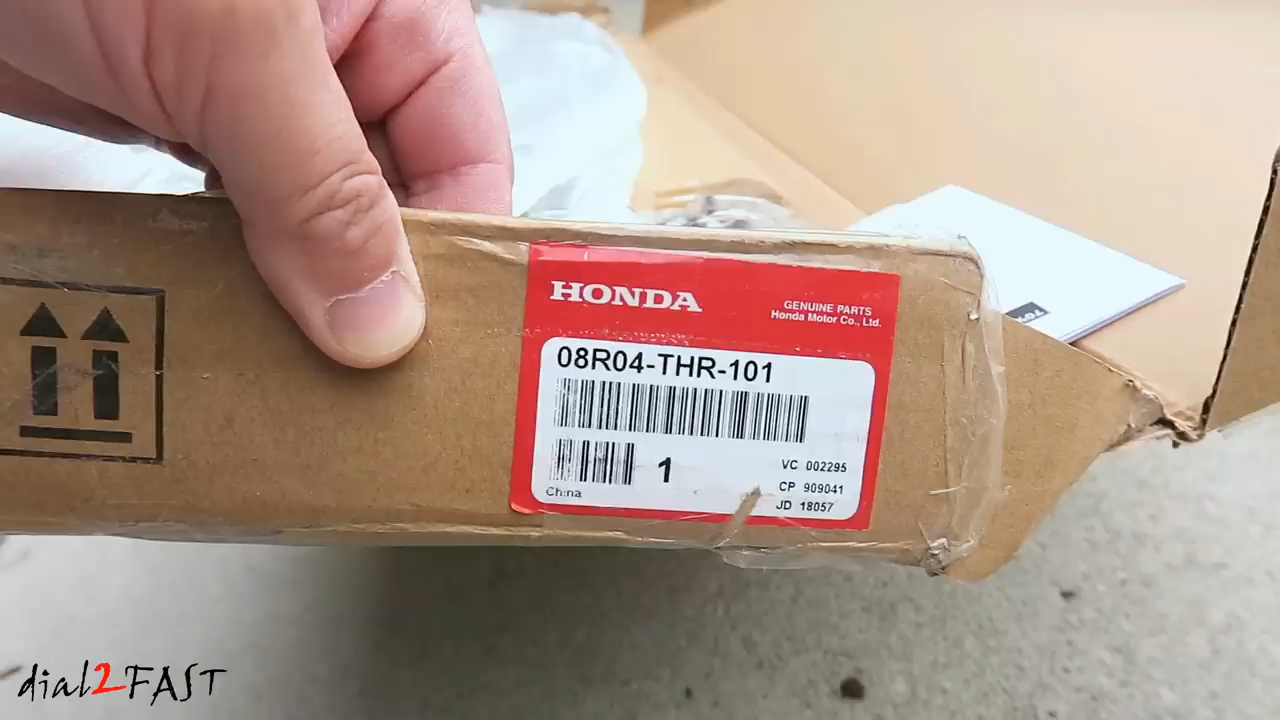 HONDA
GENUINE PARTS
Honda Motor Co., Ltd.
08R04-THR-101
1
China
VC 002295
CP 909041
JD 18057
dial2FAST